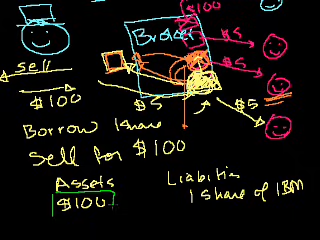 $100
Broker
$5
sell
$5
$100
$5
$5
Borrow 1 share
Sell for $100
Assets
$100
Liabilities
1 share of IBM